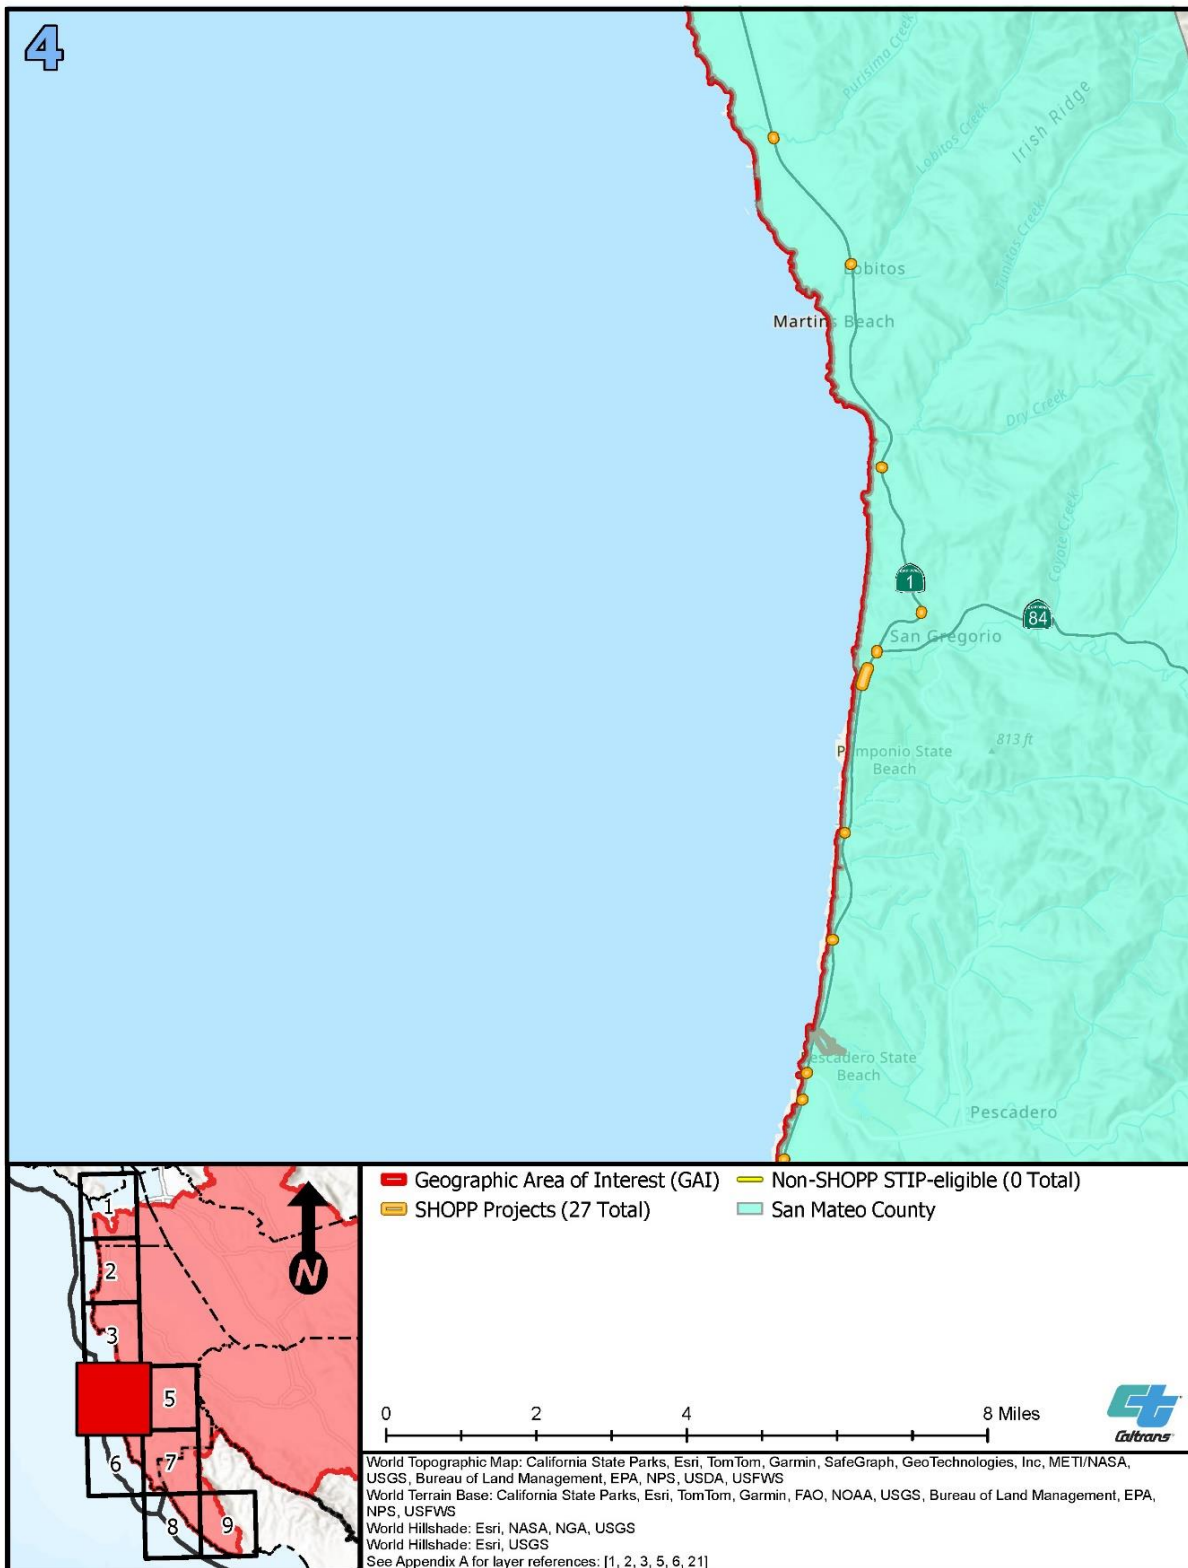 4
Purisima Creek
Lobitos Creek
Irish Ridge
Tunitas Creek
Lobitos
Martins Beach
Dry Creek
Coyote Creek
1
84
San Gregorio
813 ft
Pomponio State
Beach
Pescadero State
Beach
Pescadero
1
2
3
5
6
7
8
9
N
Geographic Area of Interest (GAI)
Non-SHOPP STIP-eligible (0 Total)
SHOPP Projects (27 Total)
San Mateo County
0 2 4 8 Miles
Caltrans
World Topographic Map: California State Parks, Esri, TomTom, Garmin, SafeGraph, GeoTechnologies, Inc, METI/NASA,
USGS, Bureau of Land Management, EPA, NPS, USDA, USFWS
World Terrain Base: California State Parks, Esri, TomTom, Garmin, FAO, NOAA, USGS, Bureau of Land Management, EPA,
NPS, USFWS
World Hillshade: Esri, NASA, NGA, USGS
World Hillshade: Esri, USGS
See Appendix A for layer references: [1, 2, 3, 5, 6, 21]